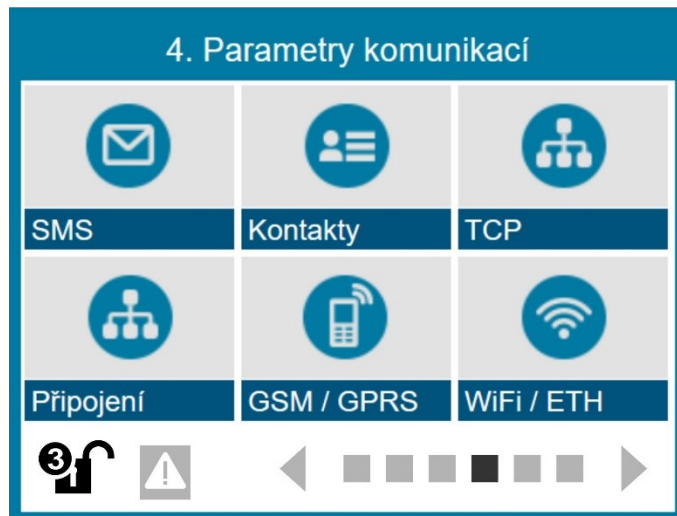 4. Parametry komunikací
SMS
Kontakty
TCP
Připojení
GSM / GPRS
WiFi / ETH
3